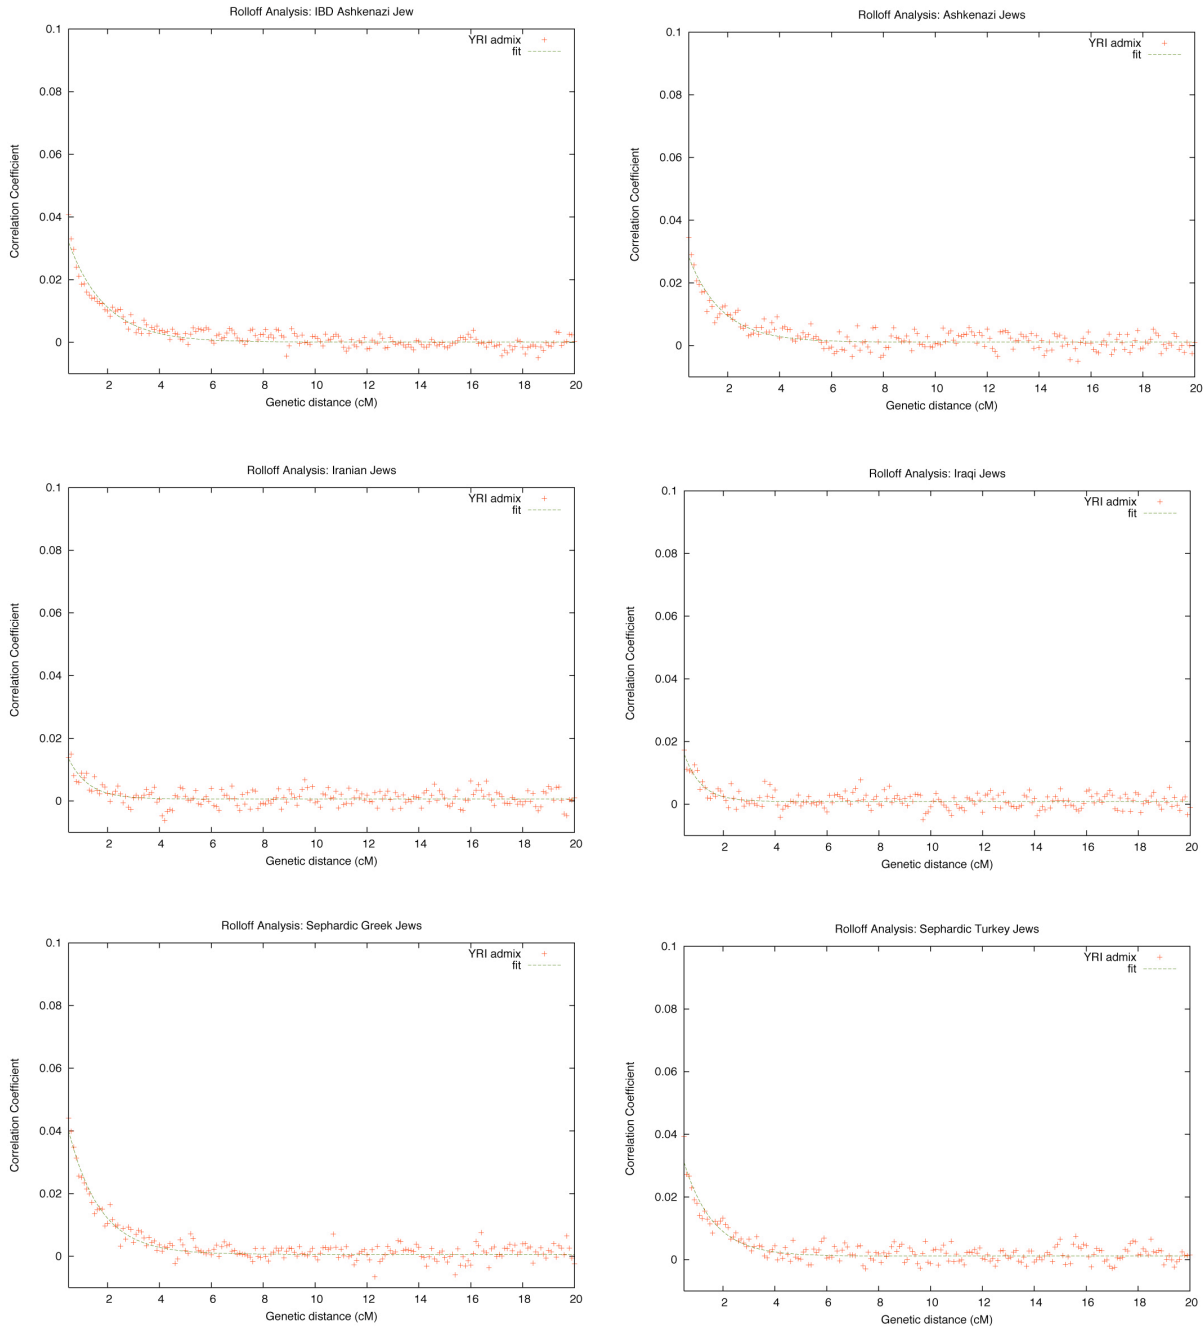 Rolloff Analysis: IBD Ashkenazi Jew
YRI admix
fit
Correlation Coefficient
0.1
0.08
0.06
0.04
0.02
0
2 4 6 8 10 12 14 16 18 20
Genetic distance (cM)
Rolloff Analysis: Ashkenazi Jews
YRI admix
fit
Correlation Coefficient
0.1
0.08
0.06
0.04
0.02
0
2 4 6 8 10 12 14 16 18 20
Genetic distance (cM)
Rolloff Analysis: Iranian Jews
YRI admix
fit
Correlation Coefficient
0.1
0.08
0.06
0.04
0.02
0
2 4 6 8 10 12 14 16 18 20
Genetic distance (cM)
Rolloff Analysis: Iraqi Jews
YRI admix
fit
Correlation Coefficient
0.1
0.08
0.06
0.04
0.02
0
2 4 6 8 10 12 14 16 18 20
Genetic distance (cM)
Rolloff Analysis: Sephardic Greek Jews
YRI admix
fit
Correlation Coefficient
0.1
0.08
0.06
0.04
0.02
0
2 4 6 8 10 12 14 16 18 20
Genetic distance (cM)
Rolloff Analysis: Sephardic Turkey Jews
YRI admix
fit
Correlation Coefficient
0.1
0.08
0.06
0.04
0.02
0
2 4 6 8 10 12 14 16 18 20
Genetic distance (cM)